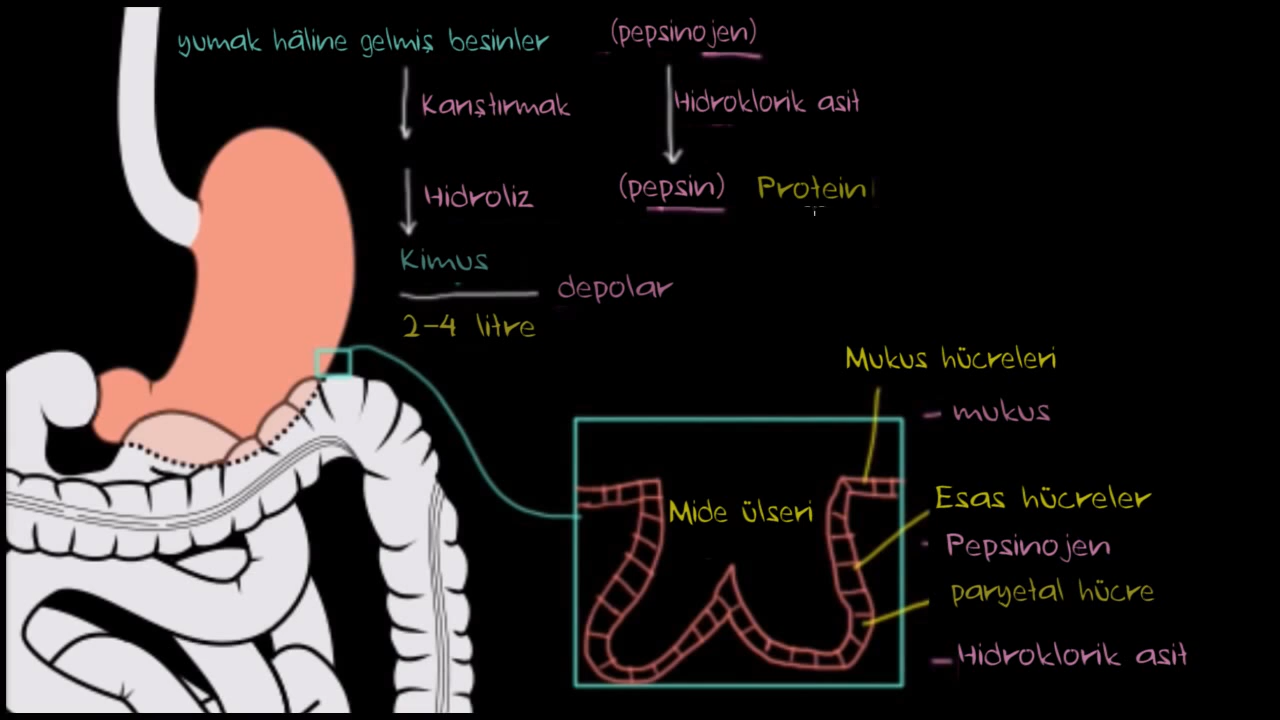 yumak hâline gelmiş besinler
(pepsinojen)
Karıştırmak
Hidroklorik asit
Hidroliz
(pepsin) Protein
Kimus
depolar
2-4 litre
Mukus hücreleri
- mukus
Mide ülseri
Esas hücreler
- Pepsinojen
paryetal hücre
- Hidroklorik asit